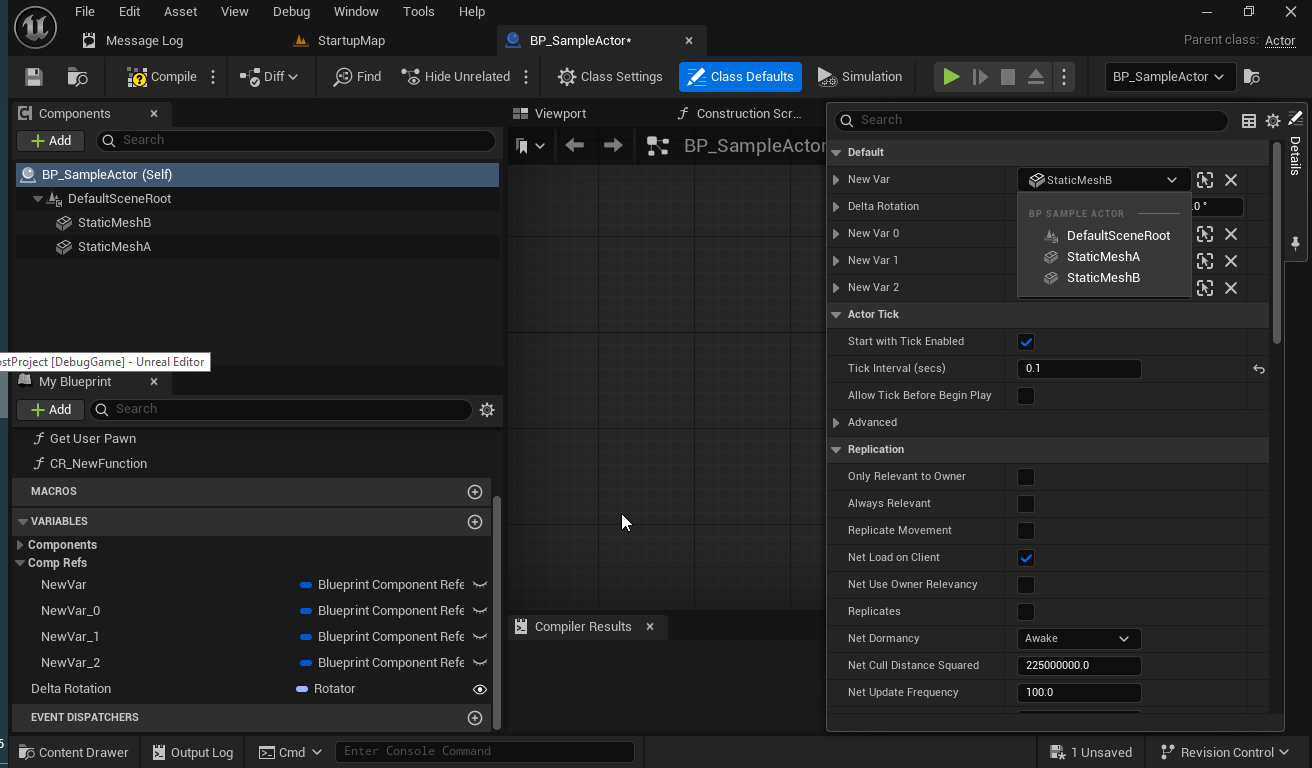 File Edit Asset View Debug Window Tools Help
Message Log StartupMap BP_SampleActor* Parent class: Actor
Compile Diff Find Hide Unrelated Class Settings Class Defaults Simulation BP_SampleActor
Components Viewport Construction Scr...
Add Search BP_SampleActor Search Details
BP_SampleActor (Self)
DefaultSceneRoot
StaticMeshB
StaticMeshA
ostProject [DebugGame] - Unreal Editor
My Blueprint
Add Search
Get User Pawn
CR_NewFunction
MACROS
VARIABLES
Components
Comp Refs
NewVar Blueprint Component Refe
NewVar_0 Blueprint Component Refe
NewVar_1 Blueprint Component Refe
NewVar_2 Blueprint Component Refe
Delta Rotation Rotator
EVENT DISPATCHERS
Compiler Results
Default
New Var StaticMeshB
Delta Rotation .0 °
New Var 0
New Var 1
New Var 2
BP SAMPLE ACTOR
DefaultSceneRoot
StaticMeshA
StaticMeshB
Actor Tick
Start with Tick Enabled
Tick Interval (secs) 0.1
Allow Tick Before Begin Play
Advanced
Replication
Only Relevant to Owner
Always Relevant
Replicate Movement
Net Load on Client
Net Use Owner Relevancy
Replicates
Net Dormancy Awake
Net Cull Distance Squared 225000000.0
Net Update Frequency 100.0
Content Drawer Output Log Cmd Enter Console Command 1 Unsaved Revision Control